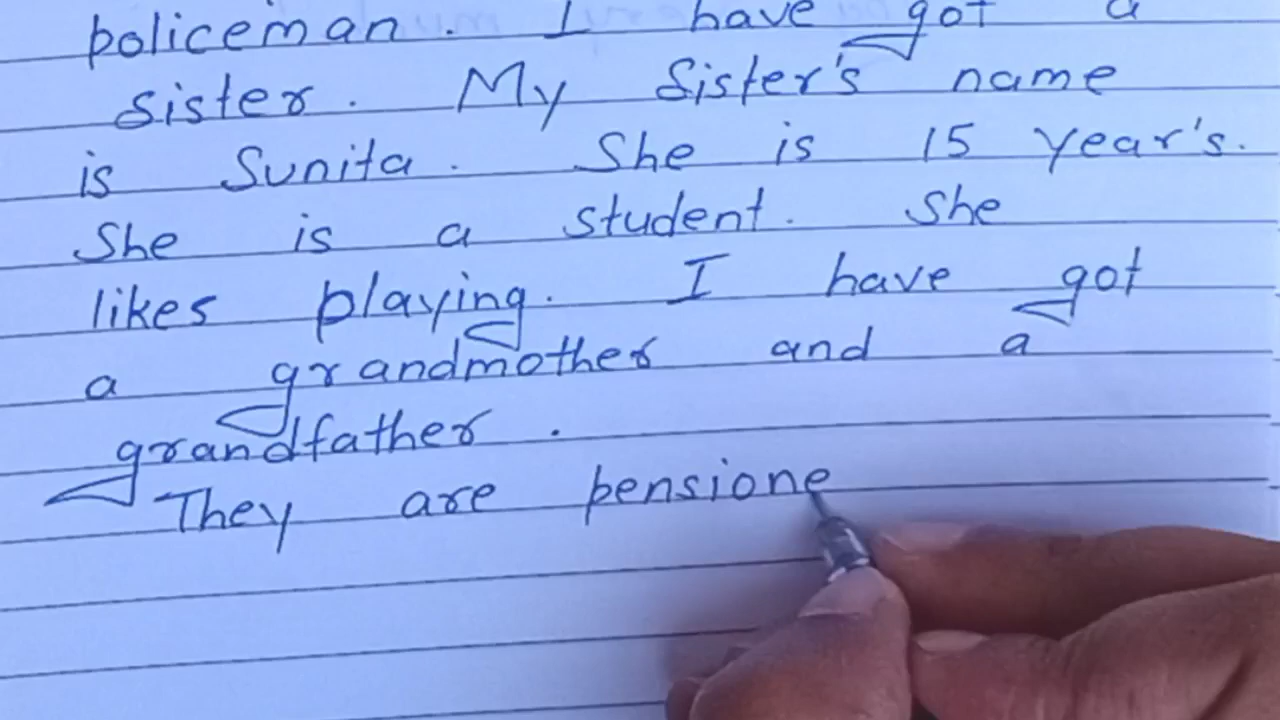 policeman. I have got a
sister. My Sister's name
is Sunita. She is 15 year's.
She is a student. She
likes playing. I have got
a grandmother and a
grandfather.
They are pensione